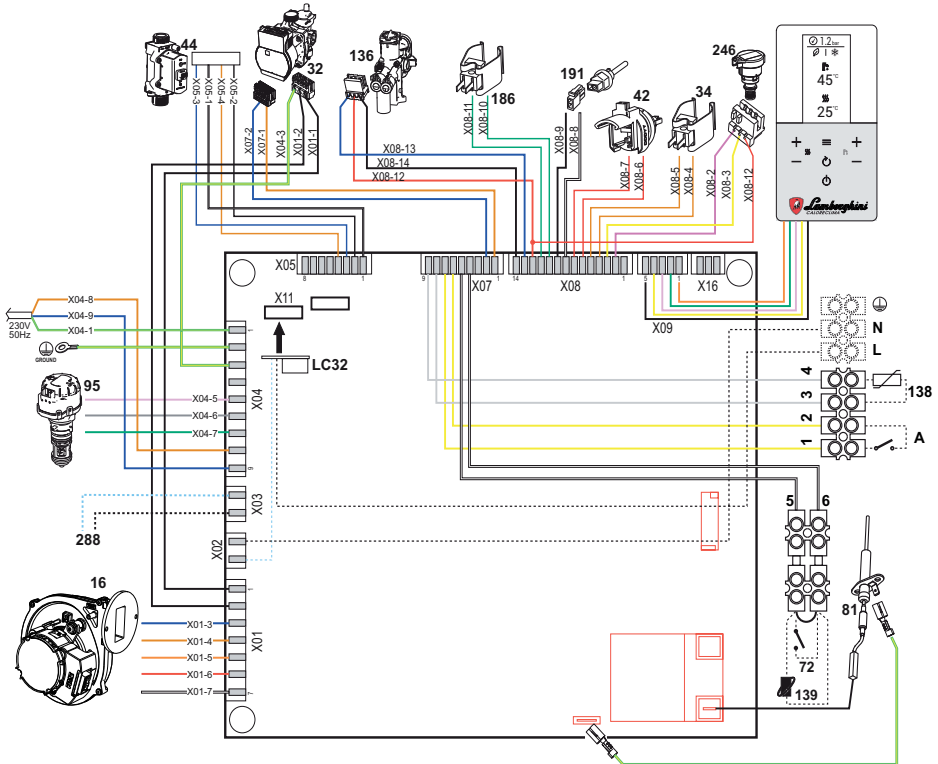 44
X05-3
X05-1
X05-4
X05-2
32
X07-2
X07-1
X04-3
X01-2
X01-1
136
X08-13
X08-14
X08-12
186
X08-11
X08-10
191
X08-9
X08-8
42
X08-7
X08-6
34
X08-5
X08-4
246
X08-2
X08-3
X08-12
1.2 bar
45°C
25°C
+
+
h
−
−
Lamborghini
CALORECLIMA
X05
8
1
9
X07
1
14
X08
1
5
1
X09
X16
X11
LC32
X04-8
X04-9
X04-1
230V
50Hz
GROUND
95
X04-5
X04-6
X04-7
1
X04
9
X03
288
X02
16
1
X01
7
X01-3
X01-4
X01-5
X01-6
X01-7
N
L
4
3
138
2
A
1
5
6
72
139
81